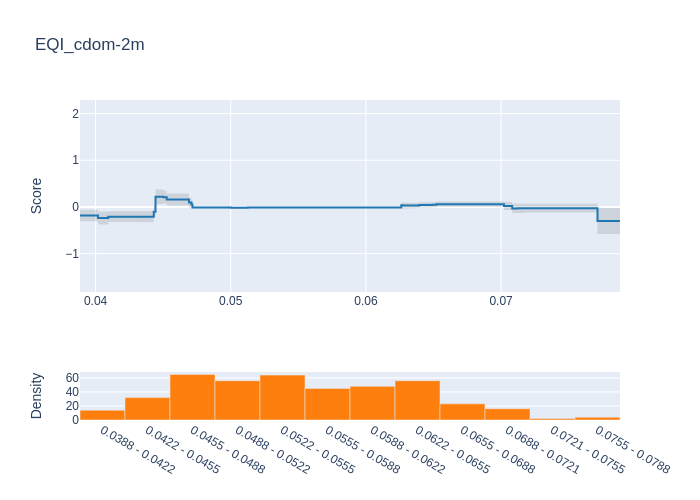 EQI_cdom-2m
Score
2
1
0
−1
0.04
0.05
0.06
0.07
Density
60
40
20
0
0.0388 - 0.0422
0.0422 - 0.0455
0.0455 - 0.0488
0.0488 - 0.0522
0.0522 - 0.0555
0.0555 - 0.0588
0.0588 - 0.0622
0.0622 - 0.0655
0.0655 - 0.0688
0.0688 - 0.0721
0.0721 - 0.0755
0.0755 - 0.0788